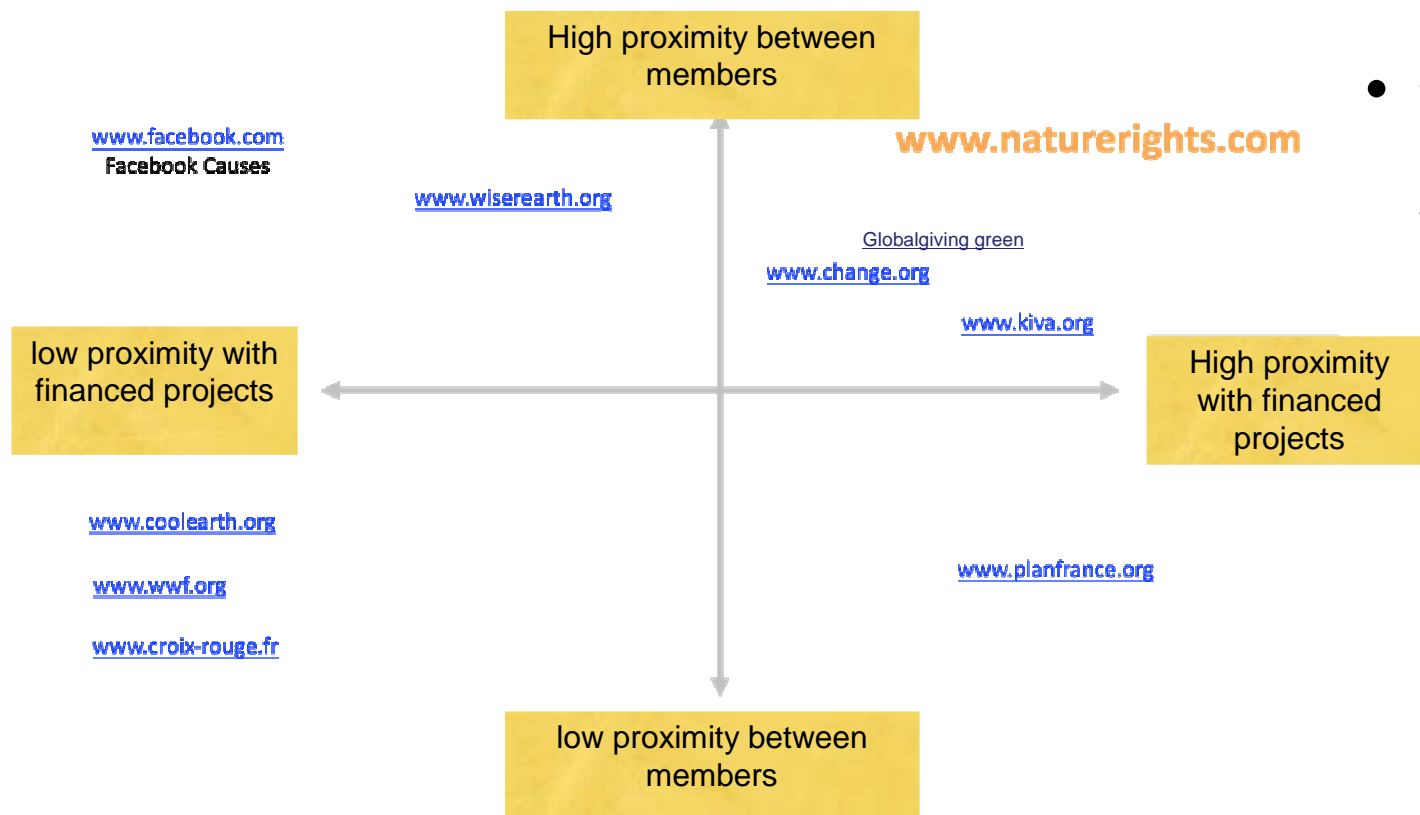 High proximity between
members
www.facebook.com
Facebook Causes
www.naturerights.com
www.wiserearth.org
Globalgiving green
www.change.org
www.kiva.org
low proximity with
financed projects
High proximity
with financed
projects
www.coolearth.org
www.wwf.org
www.croix-rouge.fr
www.planfrance.org
low proximity between
members